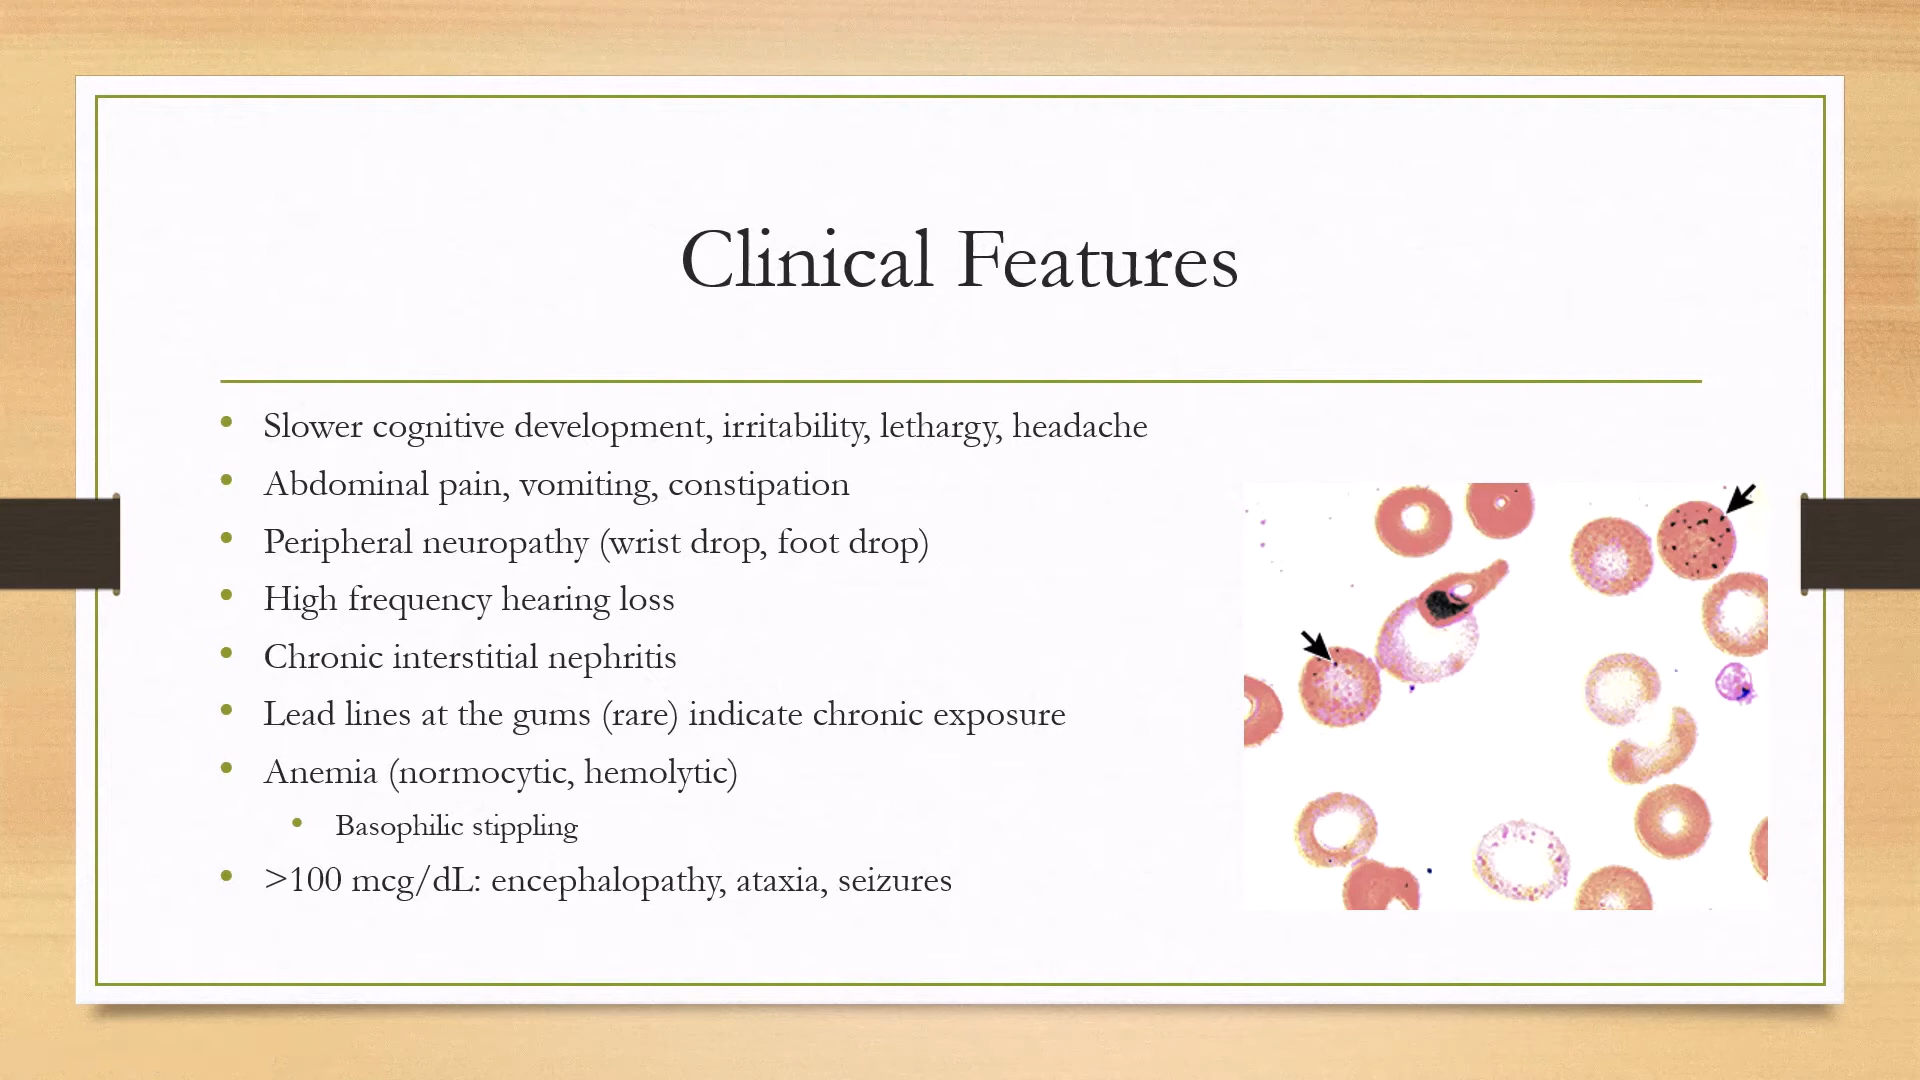 Clinical Features
• Slower cognitive development, irritability, lethargy, headache
• Abdominal pain, vomiting, constipation
• Peripheral neuropathy (wrist drop, foot drop)
• High frequency hearing loss
• Chronic interstitial nephritis
• Lead lines at the gums (rare) indicate chronic exposure
• Anemia (normocytic, hemolytic)
• Basophilic stippling
• >100 mcg/dL: encephalopathy, ataxia, seizures